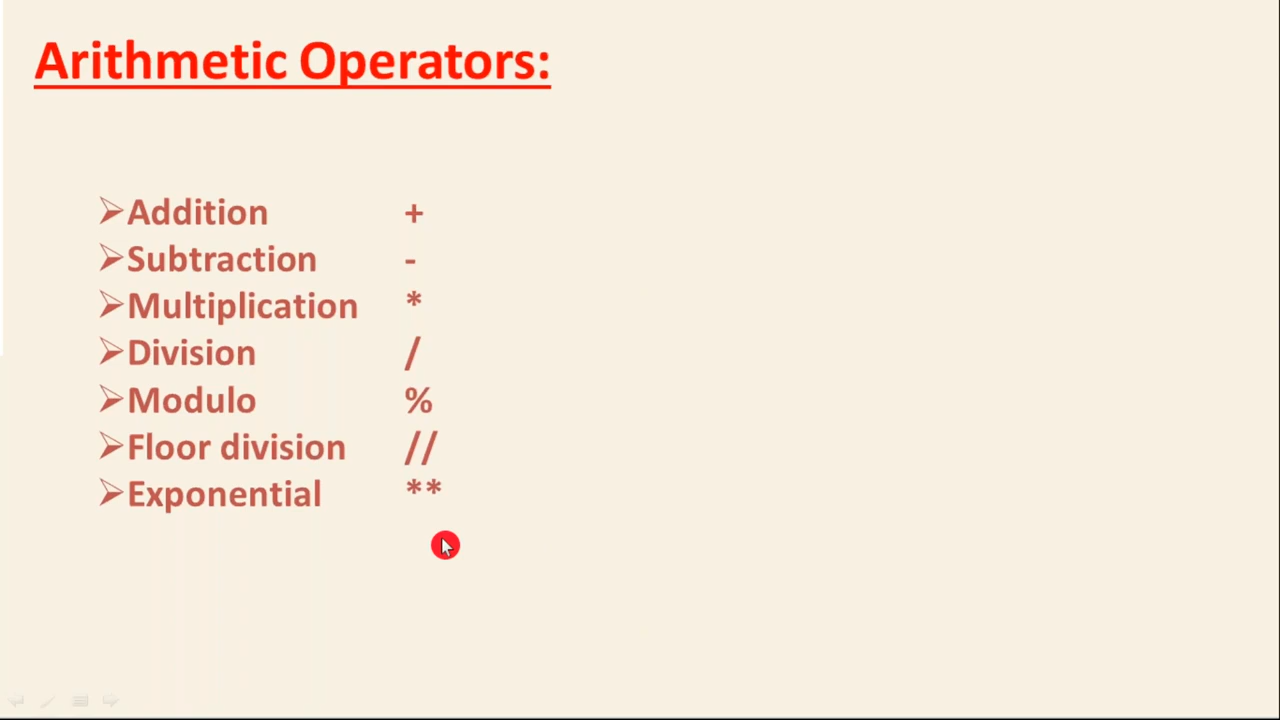 Arithmetic Operators:
➢Addition +
➢Subtraction -
➢Multiplication *
➢Division /
➢Modulo %
➢Floor division //
➢Exponential **